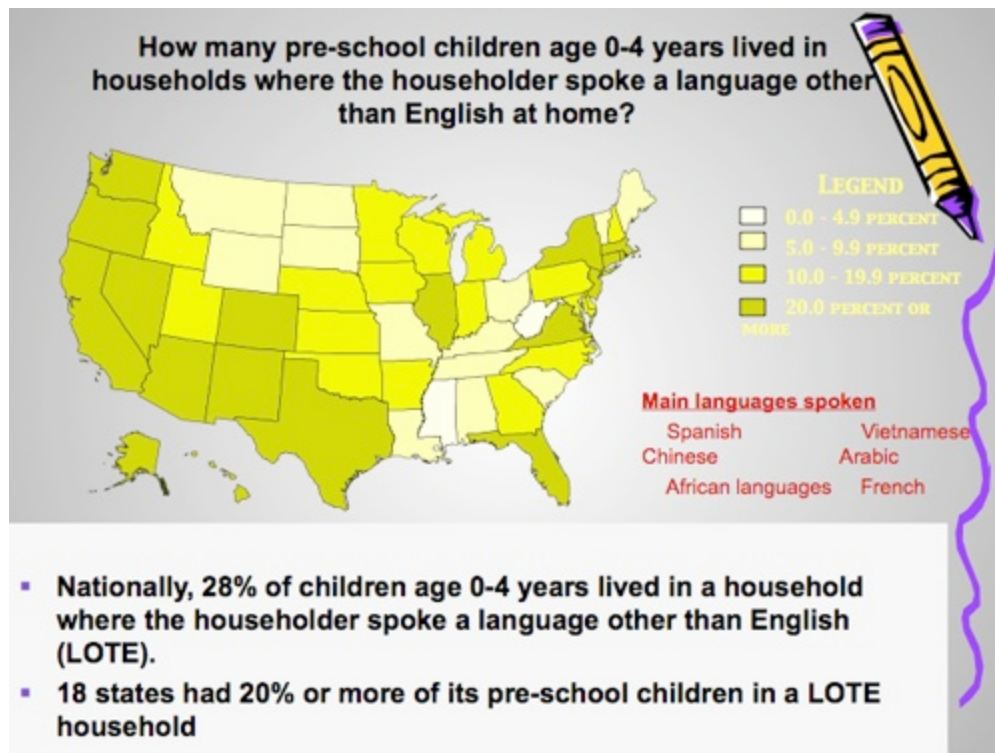 How many pre-school children age 0-4 years lived in
households where the householder spoke a language other
than English at home?
LEGEND
0.0 - 4.9 PERCENT
5.0 - 9.9 PERCENT
10.0 - 19.9 PERCENT
20.0 PERCENT OR
MORE
Main languages spoken
Spanish Vietnamese
Chinese Arabic
African languages French
▪ Nationally, 28% of children age 0-4 years lived in a household
where the householder spoke a language other than English
(LOTE).
▪ 18 states had 20% or more of its pre-school children in a LOTE
household